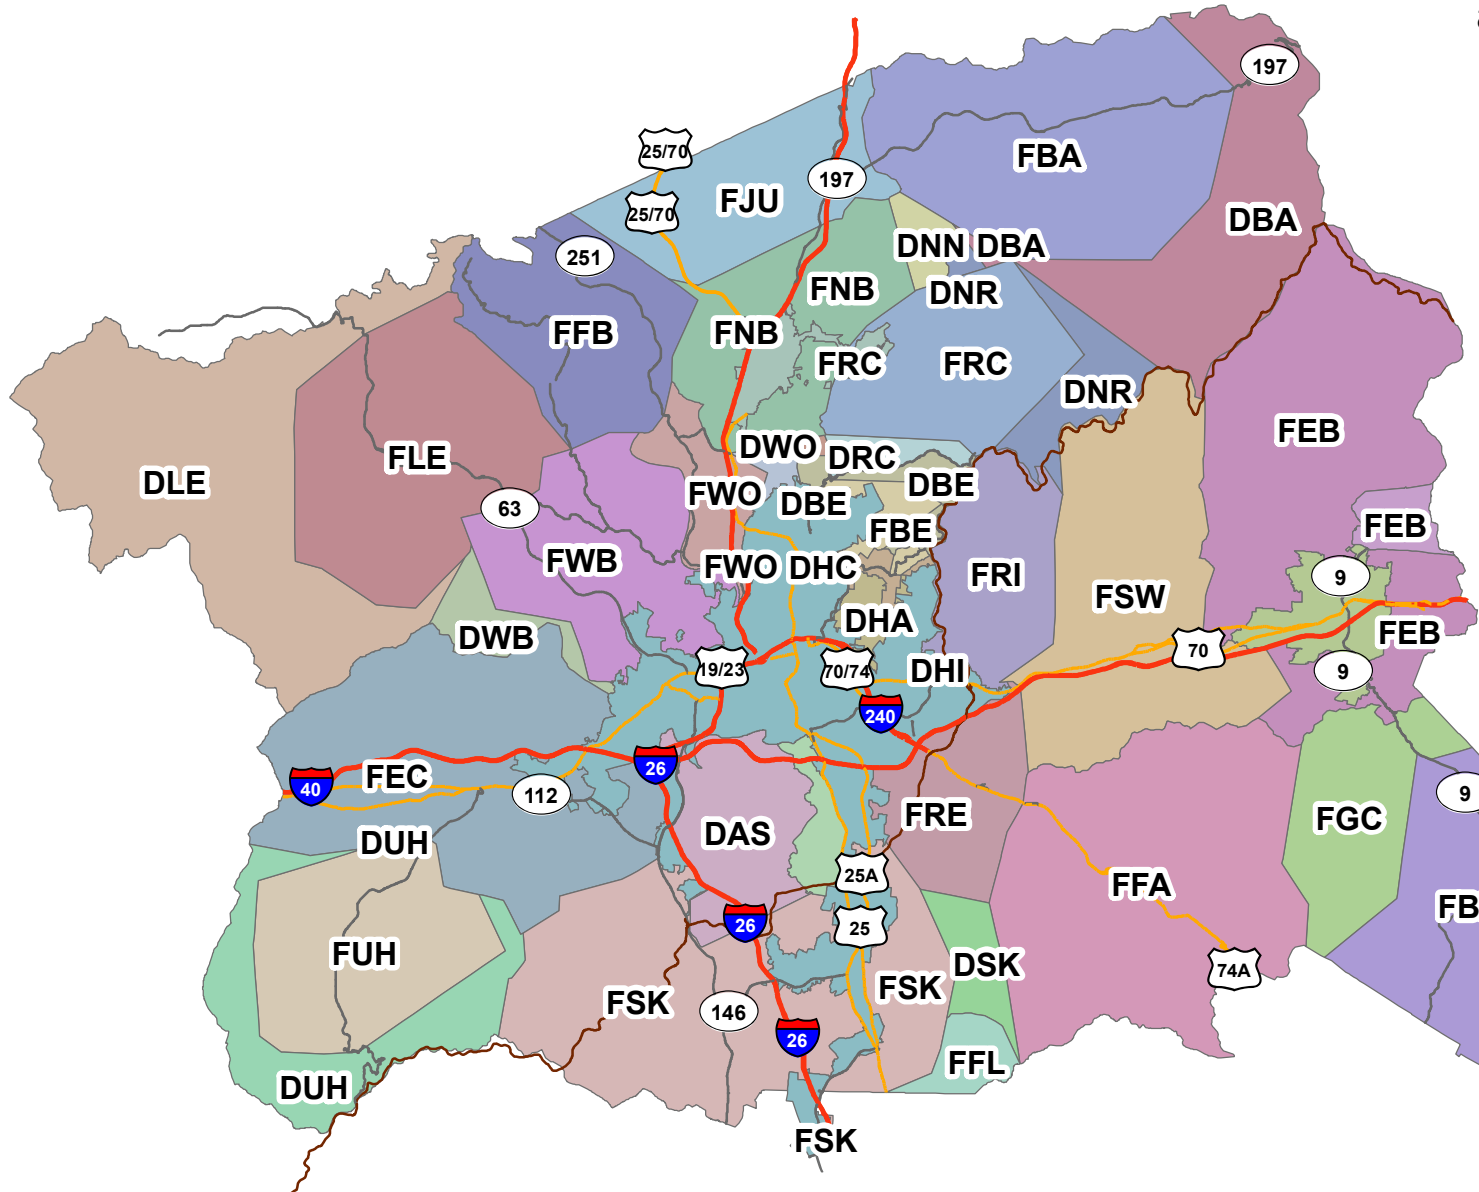 197
25/70
FBA
197
25/70
FJU
DBA
DNN DBA
251
FNB
DNR
FFB
FNB
FRC
FRC
DNR
FEB
DWO
DRC
FLE
DLE
DBE
FWO
DBE
63
FEB
FBE
FWB
FWO
DHC
FRI
9
FSW
DHA
DWB
FEB
70
19/23
70/74
DHI
9
240
26
FEC
40
112
9
FRE
FGC
DAS
DUH
25A
FFA
FB
26
25
FUH
DSK
74A
FSK
FSK
146
26
FFL
DUH
FSK